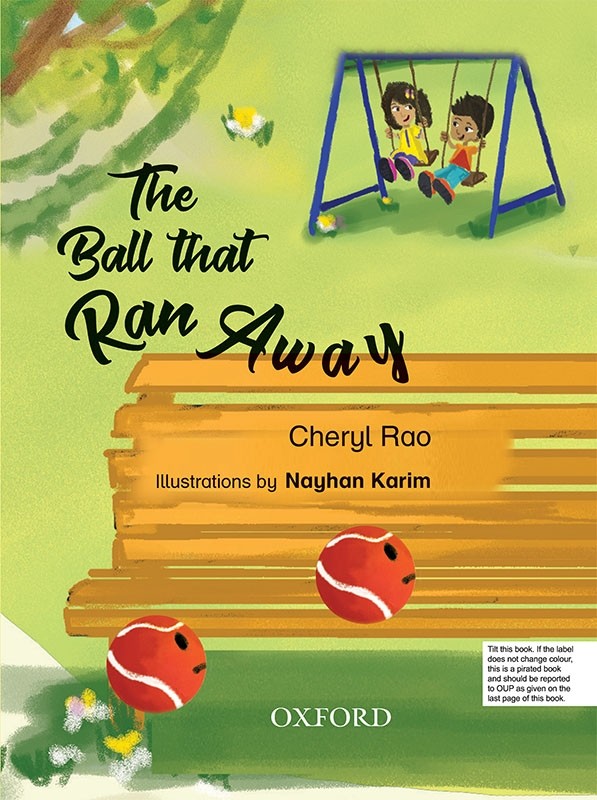 The
Ball that
Ran Away
Cheryl Rao
Illustrations by Nayhan Karim
Tilt this book. If the label
does not change colour,
this is a pirated book
and should be reported
to OUP as given on the
last page of this book.
OXFORD